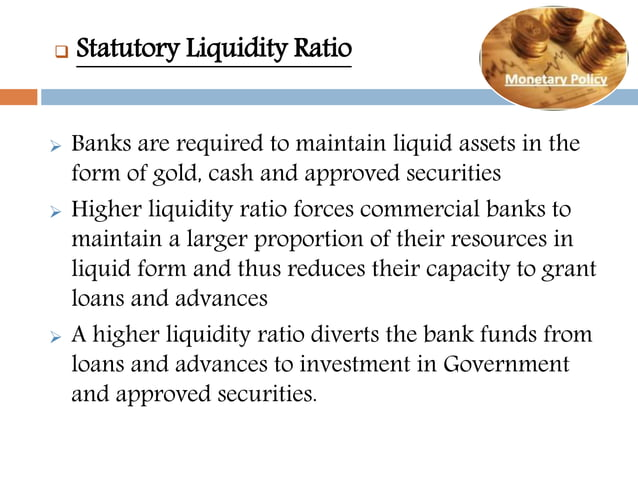 Statutory Liquidity Ratio
Monetary Policy
Banks are required to maintain liquid assets in the
form of gold, cash and approved securities
Higher liquidity ratio forces commercial banks to
maintain a larger proportion of their resources in
liquid form and thus reduces their capacity to grant
loans and advances
A higher liquidity ratio diverts the bank funds from
loans and advances to investment in Government
and approved securities.